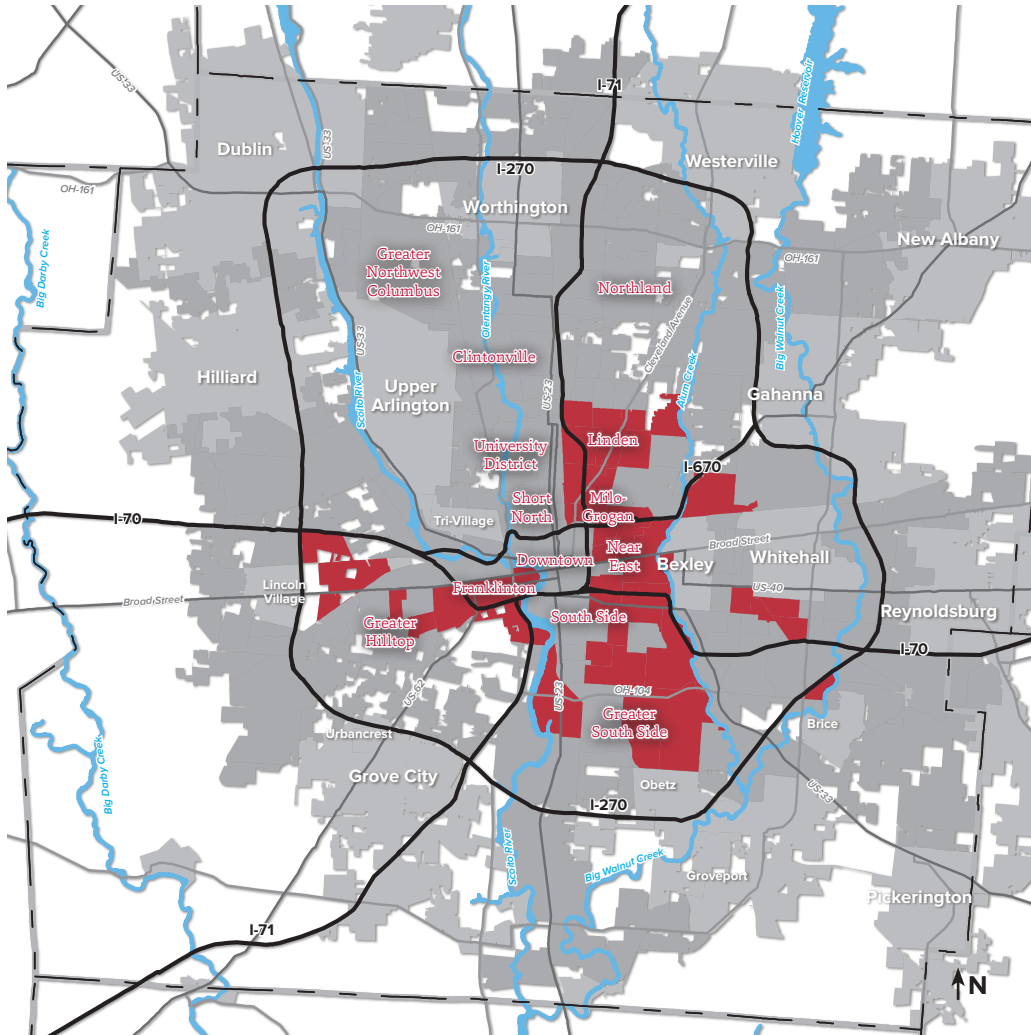 I-71
US-33
Hoover Reservoir
US-33
Dublin
Westerville
I-270
OH-161
Worthington
OH-161
New Albany
Big Darby Creek
Greater
Northwest
Columbus
OH-161
Northland
Olentangy River
Cleveland Avenue
Big Walnut Creek
US-33
Clintonville
Hilliard
Upper
Arlington
Scioto River
US-23
Alum Creek
Gahanna
Linden
University
District
I-670
Short
North
Milo-
Grogan
I-70
Tri-Village
Broad Street
Near
East
Whitehall
Downtown
Bexley
Lincoln
Village
Franklinton
US-40
Broad Street
South Side
Reynoldsburg
Greater
Hilltop
I-70
US-62
US-23
OH-104
Greater
South Side
Brice
Urbancrest
Big Darby Creek
Grove City
Obetz
US-33
I-270
Scioto River
Big Walnut Creek
Groveport
Pickerington
I-71
N